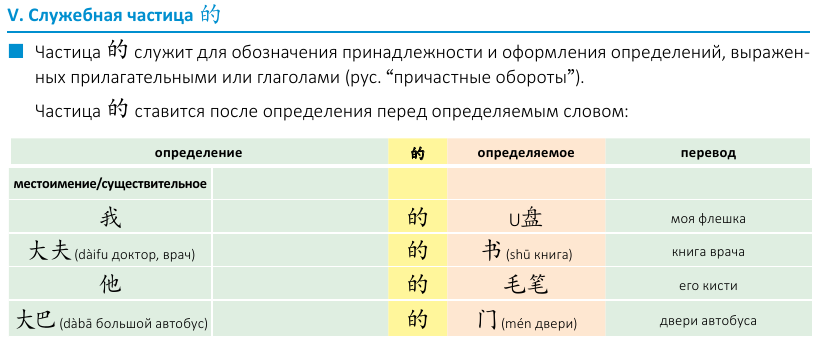 V. Служебная частица 的
Частица 的 служит для обозначения принадлежности и оформления определений, выражен-
ных прилагательными или глаголами (рус. “причастные обороты”).
Частица 的 ставится после определения перед определяемым словом:
определение 的 определяемое перевод
местоимение/существительное
我 的 U盘 моя флешка
大夫 (dàifu доктор, врач) 的 书 (shū книга) книга врача
他 的 毛笔 его кисти
大巴 (dàbā большой автобус) 的 门 (mén двери) двери автобуса